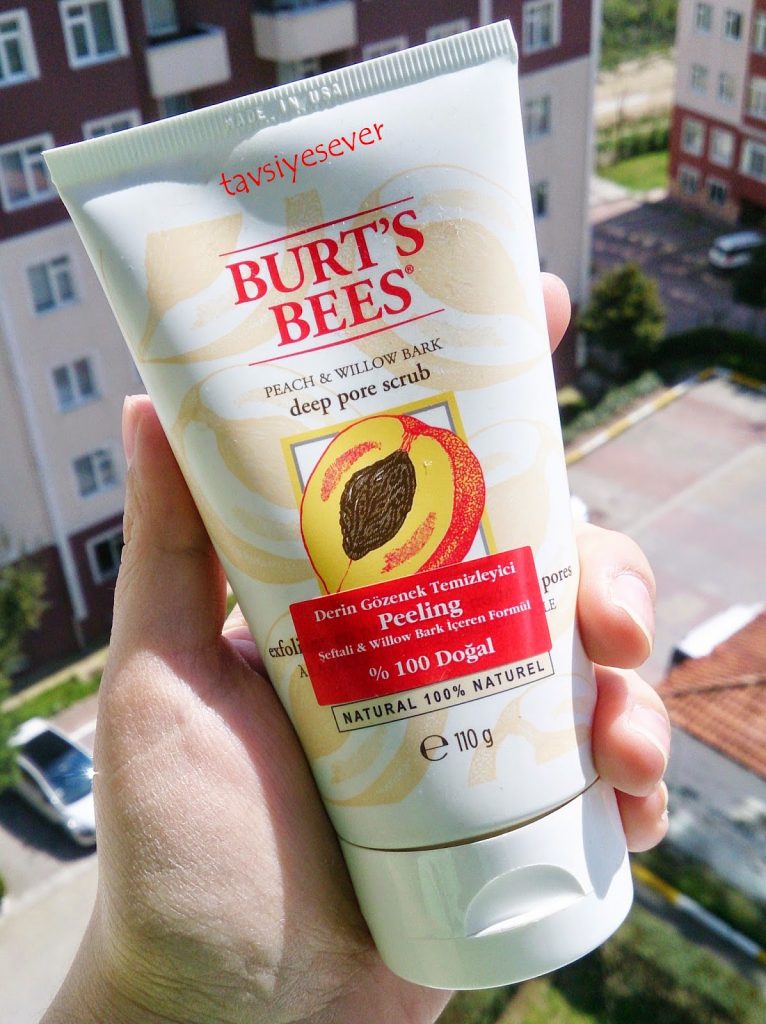 MADE IN USA
tavsiyesever
BURT'S
BEES®
PEACH & WILLOW BARK
deep pore scrub
Derin Gözenek Temizleyici
Peeling
Şeftali & Willow Bark İçeren Formül
% 100 Doğal
pores
NATURAL 100% NATUREL
℮ 110 g